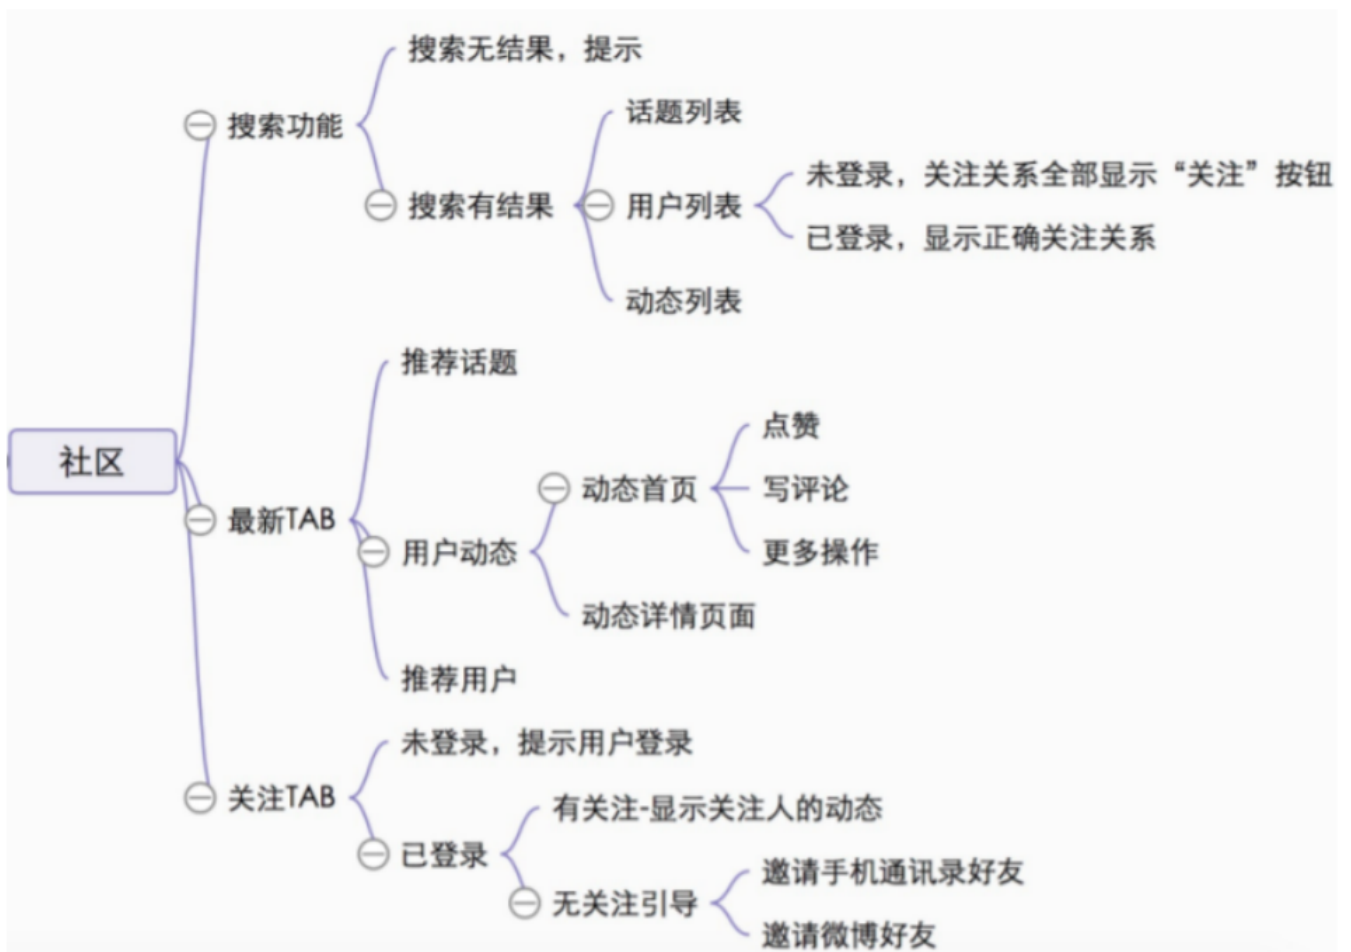 搜索无结果，提示
话题列表
搜索功能
未登录，关注关系全部显示“关注”按钮
搜索有结果
用户列表
已登录，显示正确关注关系
动态列表
推荐话题
点赞
社区
动态首页
写评论
最新TAB
用户动态
更多操作
动态详情页面
推荐用户
未登录，提示用户登录
关注TAB
有关注-显示关注人的动态
已登录
邀请手机通讯录好友
无关注引导
邀请微博好友